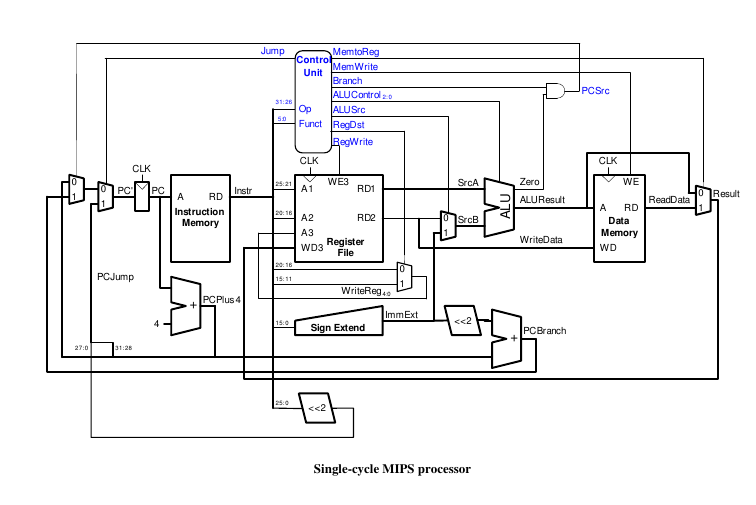 Jump
Control
Unit
MemtoReg
MemWrite
Branch
ALUControl 2:0
ALUSrc
RegDst
RegWrite
PCSrc
31:26
Op
5:0
Funct
CLK
CLK
CLK
0
1
0
1
PC'
PC
A
RD
Instruction
Memory
Instr
25:21
A1
WE3
RD1
SrcA
Zero
ALU
ALUResult
WE
A
RD
Data
Memory
WD
ReadData
0
1
Result
20:16
A2
RD2
0
1
SrcB
A3
WD3
Register
File
WriteData
20:16
0
15:11
1
WriteReg 4:0
PCJump
+
PCPlus4
4
15:0
Sign Extend
ImmExt
<<2
+
PCBranch
27:0
31:28
25:0
<<2
Single-cycle MIPS processor